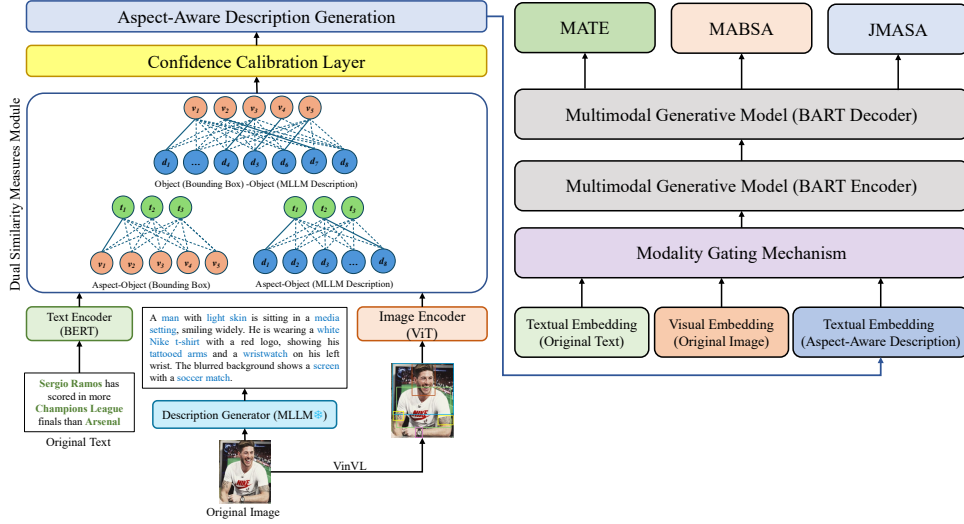 Aspect-Aware Description Generation
Confidence Calibration Layer
Dual Similarity Measures Module
v1 v2 v3 v4 v5
d3 ... d4 d5 d6 d7 d8
Object (Bounding Box) -Object (MLLM Description)
t1 t2 t3
v1 v2 v3 v4 v5
Aspect-Object (Bounding Box)
t1 t2 t3
d1 d2 d3 ... d8
Aspect-Object (MLLM Description)
Text Encoder
(BERT)
Sergio Ramos has
scored in more
Champions League
finals than Arsenal
Original Text
A man with light skin is sitting in a media
setting, smiling widely. He is wearing a white
Nike t-shirt with a red logo, showing his
tattooed arms and a wristwatch on his left
wrist. The blurred background shows a screen
with a soccer match.
Description Generator (MLLM❄)
Original Image
VinVL
Image Encoder
(ViT)
MATE
MABSA
JMASA
Multimodal Generative Model (BART Decoder)
Multimodal Generative Model (BART Encoder)
Modality Gating Mechanism
Textual Embedding
(Original Text)
Visual Embedding
(Original Image)
Textual Embedding
(Aspect-Aware Description)